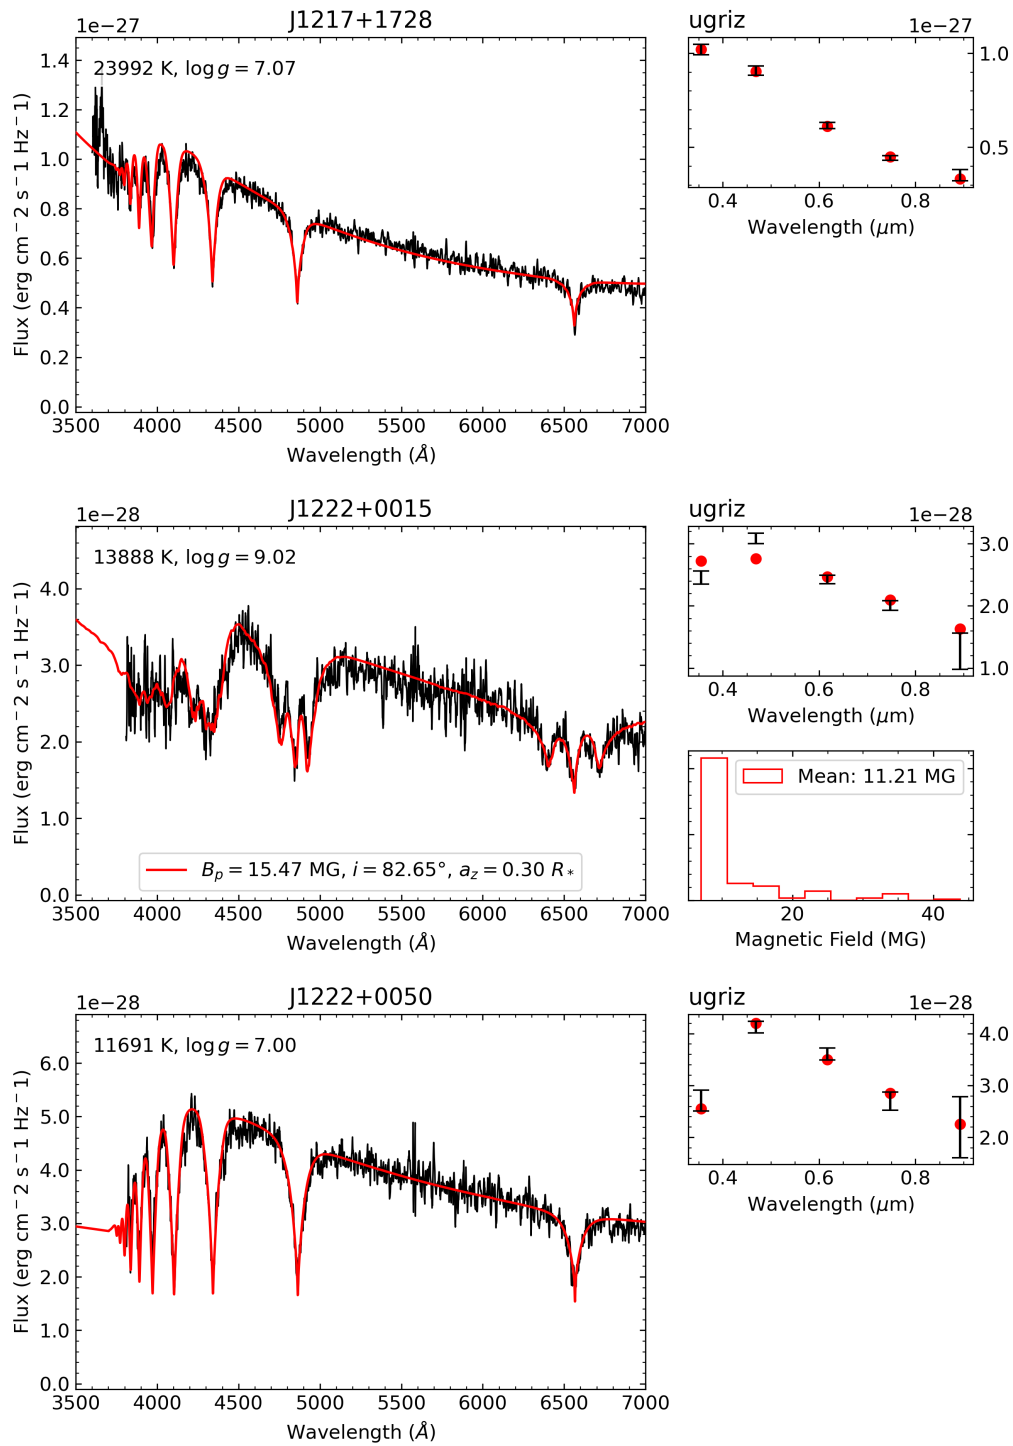 J1217+1728
1e−27
23992 K, log g = 7.07
Flux (erg cm−2 s−1 Hz−1)
1.4
1.2
1.0
0.8
0.6
0.4
0.2
0.0
3500 4000 4500 5000 5500 6000 6500 7000
Wavelength (Å)
ugriz
1e−27
1.0
0.5
0.4 0.6 0.8
Wavelength (μm)
J1222+0015
1e−28
13888 K, log g = 9.02
Flux (erg cm−2 s−1 Hz−1)
4.0
3.0
2.0
1.0
0.0
B_p = 15.47 MG, i = 82.65°, a_z = 0.30 R_*
3500 4000 4500 5000 5500 6000 6500 7000
Wavelength (Å)
ugriz
1e−28
3.0
2.0
1.0
0.4 0.6 0.8
Wavelength (μm)
Mean: 11.21 MG
20 40
Magnetic Field (MG)
J1222+0050
1e−28
11691 K, log g = 7.00
Flux (erg cm−2 s−1 Hz−1)
6.0
5.0
4.0
3.0
2.0
1.0
0.0
3500 4000 4500 5000 5500 6000 6500 7000
Wavelength (Å)
ugriz
1e−28
4.0
3.0
2.0
0.4 0.6 0.8
Wavelength (μm)